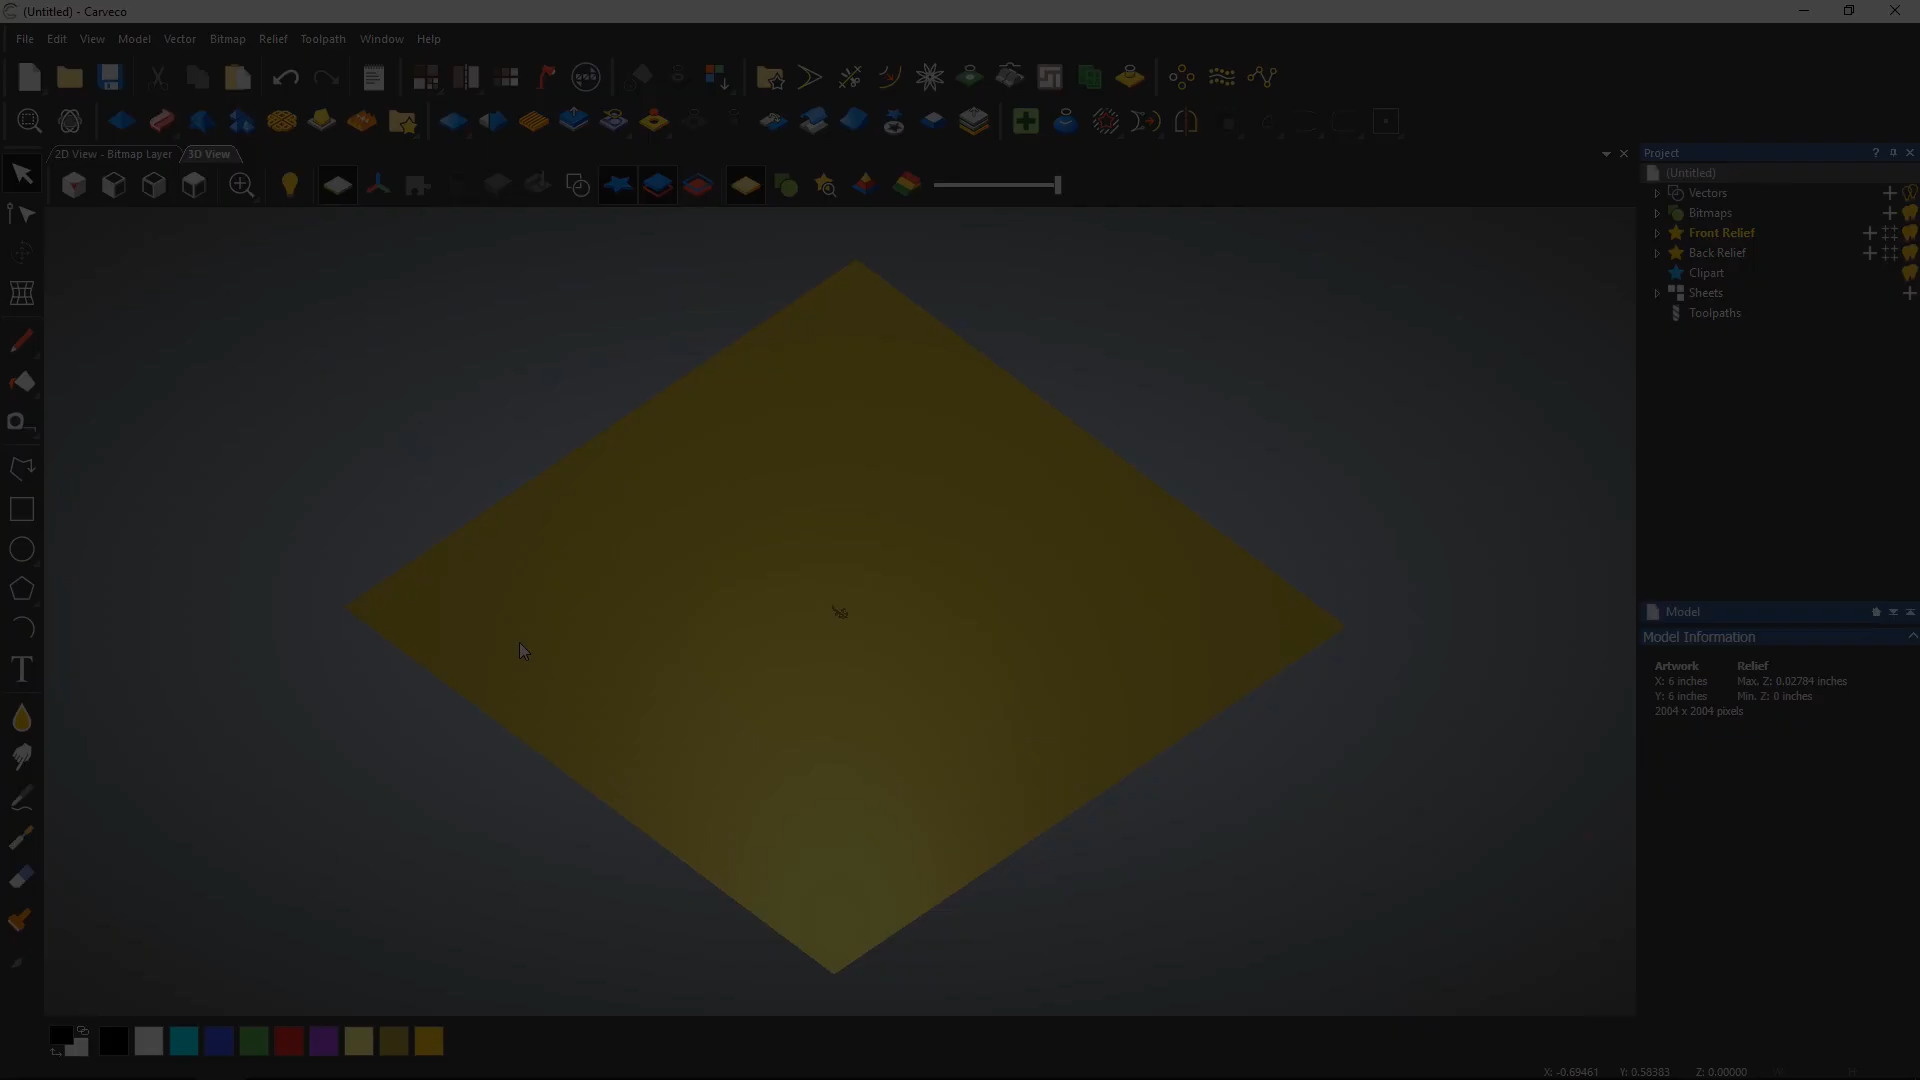 (Untitled) - Carveco
File Edit View Model Vector Bitmap Relief Toolpath Window Help
2D View - Bitmap Layer 3D View
Project
(Untitled)
Vectors
Bitmaps
Front Relief
Back Relief
Clipart
Sheets
Toolpaths
T
Model
Model Information
Artwork Relief
X: 6 inches Max. Z: 0.02784 inches
Y: 6 inches Min. Z: 0 inches
2004 x 2004 pixels
X: -0.69461 Y: 0.58383 Z: 0.00000